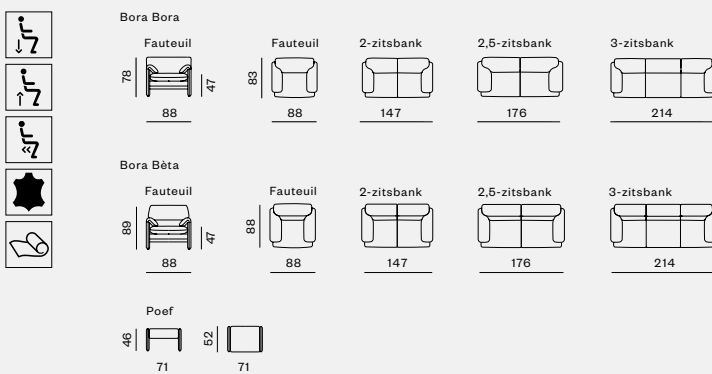 Bora Bora
Fauteuil Fauteuil 2-zitsbank 2,5-zitsbank 3-zitsbank
78 47 83
88 88 147 176 214
Bora Bèta
Fauteuil Fauteuil 2-zitsbank 2,5-zitsbank 3-zitsbank
89 47 88
88 88 147 176 214
Poef
46 52
71 71